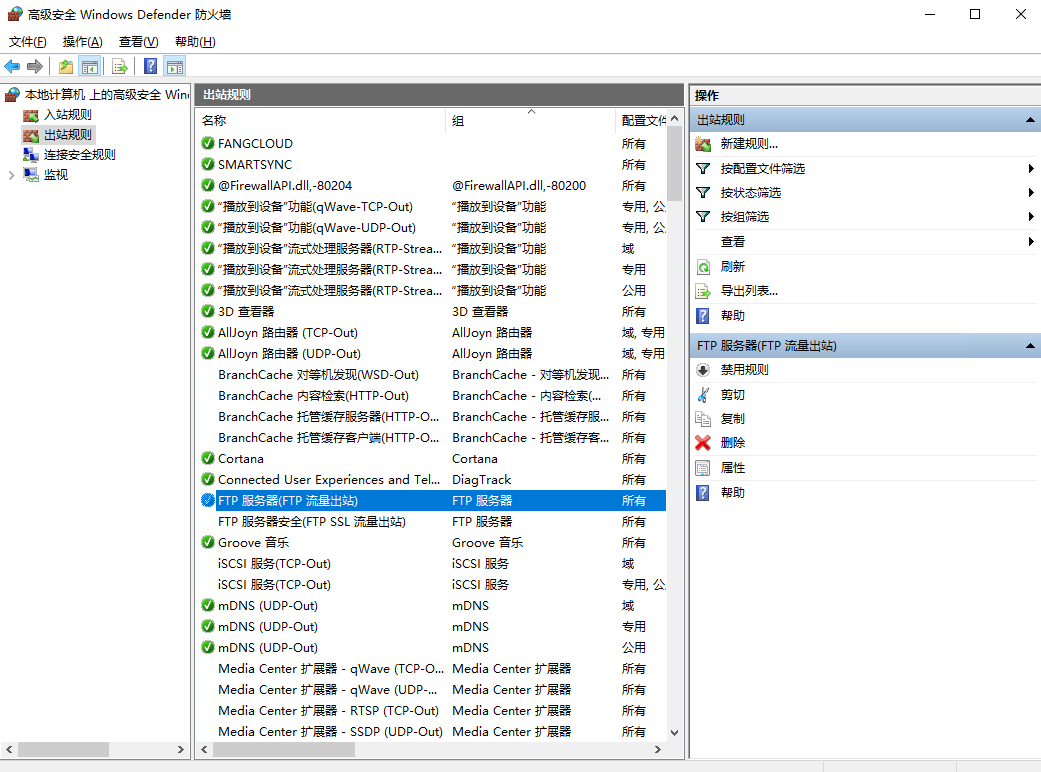 高级安全 Windows Defender 防火墙
文件(F) 操作(A) 查看(V) 帮助(H)
本地计算机 上的高级安全 Win
入站规则
出站规则
连接安全规则
监视
出站规则
名称 组 配置文件
FANGCLOUD 所有
SMARTSYNC 所有
@FirewallAPI.dll,-80204 @FirewallAPI.dll,-80200 所有
“播放到设备”功能(qWave-TCP-Out) “播放到设备”功能 专用, 公
“播放到设备”功能(qWave-UDP-Out) “播放到设备”功能 专用, 公
“播放到设备”流式处理服务器(RTP-Strea... “播放到设备”功能 域
“播放到设备”流式处理服务器(RTP-Strea... “播放到设备”功能 专用
“播放到设备”流式处理服务器(RTP-Strea... “播放到设备”功能 公用
3D 查看器 3D 查看器 所有
AllJoyn 路由器 (TCP-Out) AllJoyn 路由器 域, 专用
AllJoyn 路由器 (UDP-Out) AllJoyn 路由器 域, 专用
BranchCache 对等机发现(WSD-Out) BranchCache - 对等机发现... 所有
BranchCache 内容检索(HTTP-Out) BranchCache - 内容检索(... 所有
BranchCache 托管缓存服务器(HTTP-O... BranchCache - 托管缓存服... 所有
BranchCache 托管缓存客户端(HTTP-O... BranchCache - 托管缓存客... 所有
Cortana Cortana 所有
Connected User Experiences and Tel... DiagTrack 所有
FTP 服务器(FTP 流量出站) FTP 服务器 所有
FTP 服务器安全(FTP SSL 流量出站) FTP 服务器 所有
Groove 音乐 Groove 音乐 所有
iSCSI 服务(TCP-Out) iSCSI 服务 域
iSCSI 服务(TCP-Out) iSCSI 服务 专用, 公
mDNS (UDP-Out) mDNS 域
mDNS (UDP-Out) mDNS 专用
mDNS (UDP-Out) mDNS 公用
Media Center 扩展器 - qWave (TCP-O... Media Center 扩展器 所有
Media Center 扩展器 - qWave (UDP-... Media Center 扩展器 所有
Media Center 扩展器 - RTSP (TCP-Out) Media Center 扩展器 所有
Media Center 扩展器 - SSDP (UDP-Out) Media Center 扩展器 所有
操作
出站规则
新建规则...
按配置文件筛选
按状态筛选
按组筛选
查看
刷新
导出列表...
帮助
FTP 服务器(FTP 流量出站)
禁用规则
剪切
复制
删除
属性
帮助